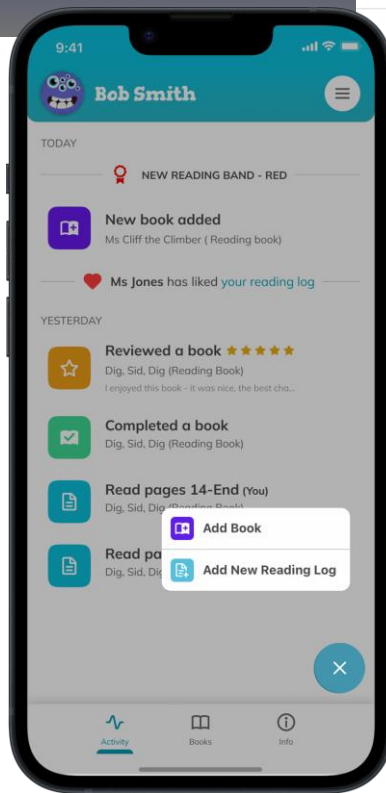 9:41
Bob Smith
TODAY
NEW READING BAND - RED
New book added
Ms Cliff the Climber ( Reading book)
Ms Jones has liked your reading log
YESTERDAY
Reviewed a book
Dig, Sid, Dig (Reading Book)
I enjoyed this book - it was nice, the best cha...
Completed a book
Dig, Sid, Dig (Reading Book)
Read pages 14-End (You)
Dig, Sid, Dig (Reading Book)
Add Book
Read pa
Dig, Sid, Dig
Add New Reading Log
Activity
Books
Info